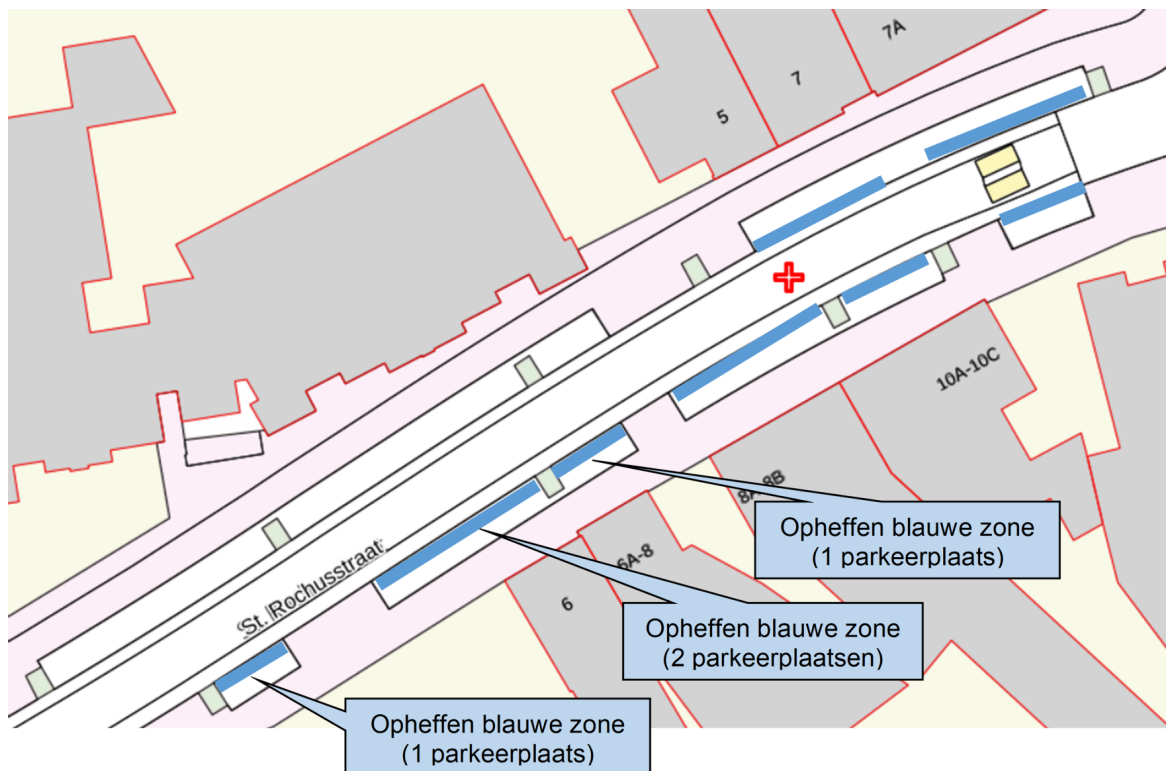 7A
7
5
10A-10C
8A-8B
Opheffen blauwe zone
(1 parkeerplaats)
St. Rochusstraat
6A-8
6
Opheffen blauwe zone
(2 parkeerplaatsen)
Opheffen blauwe zone
(1 parkeerplaats)